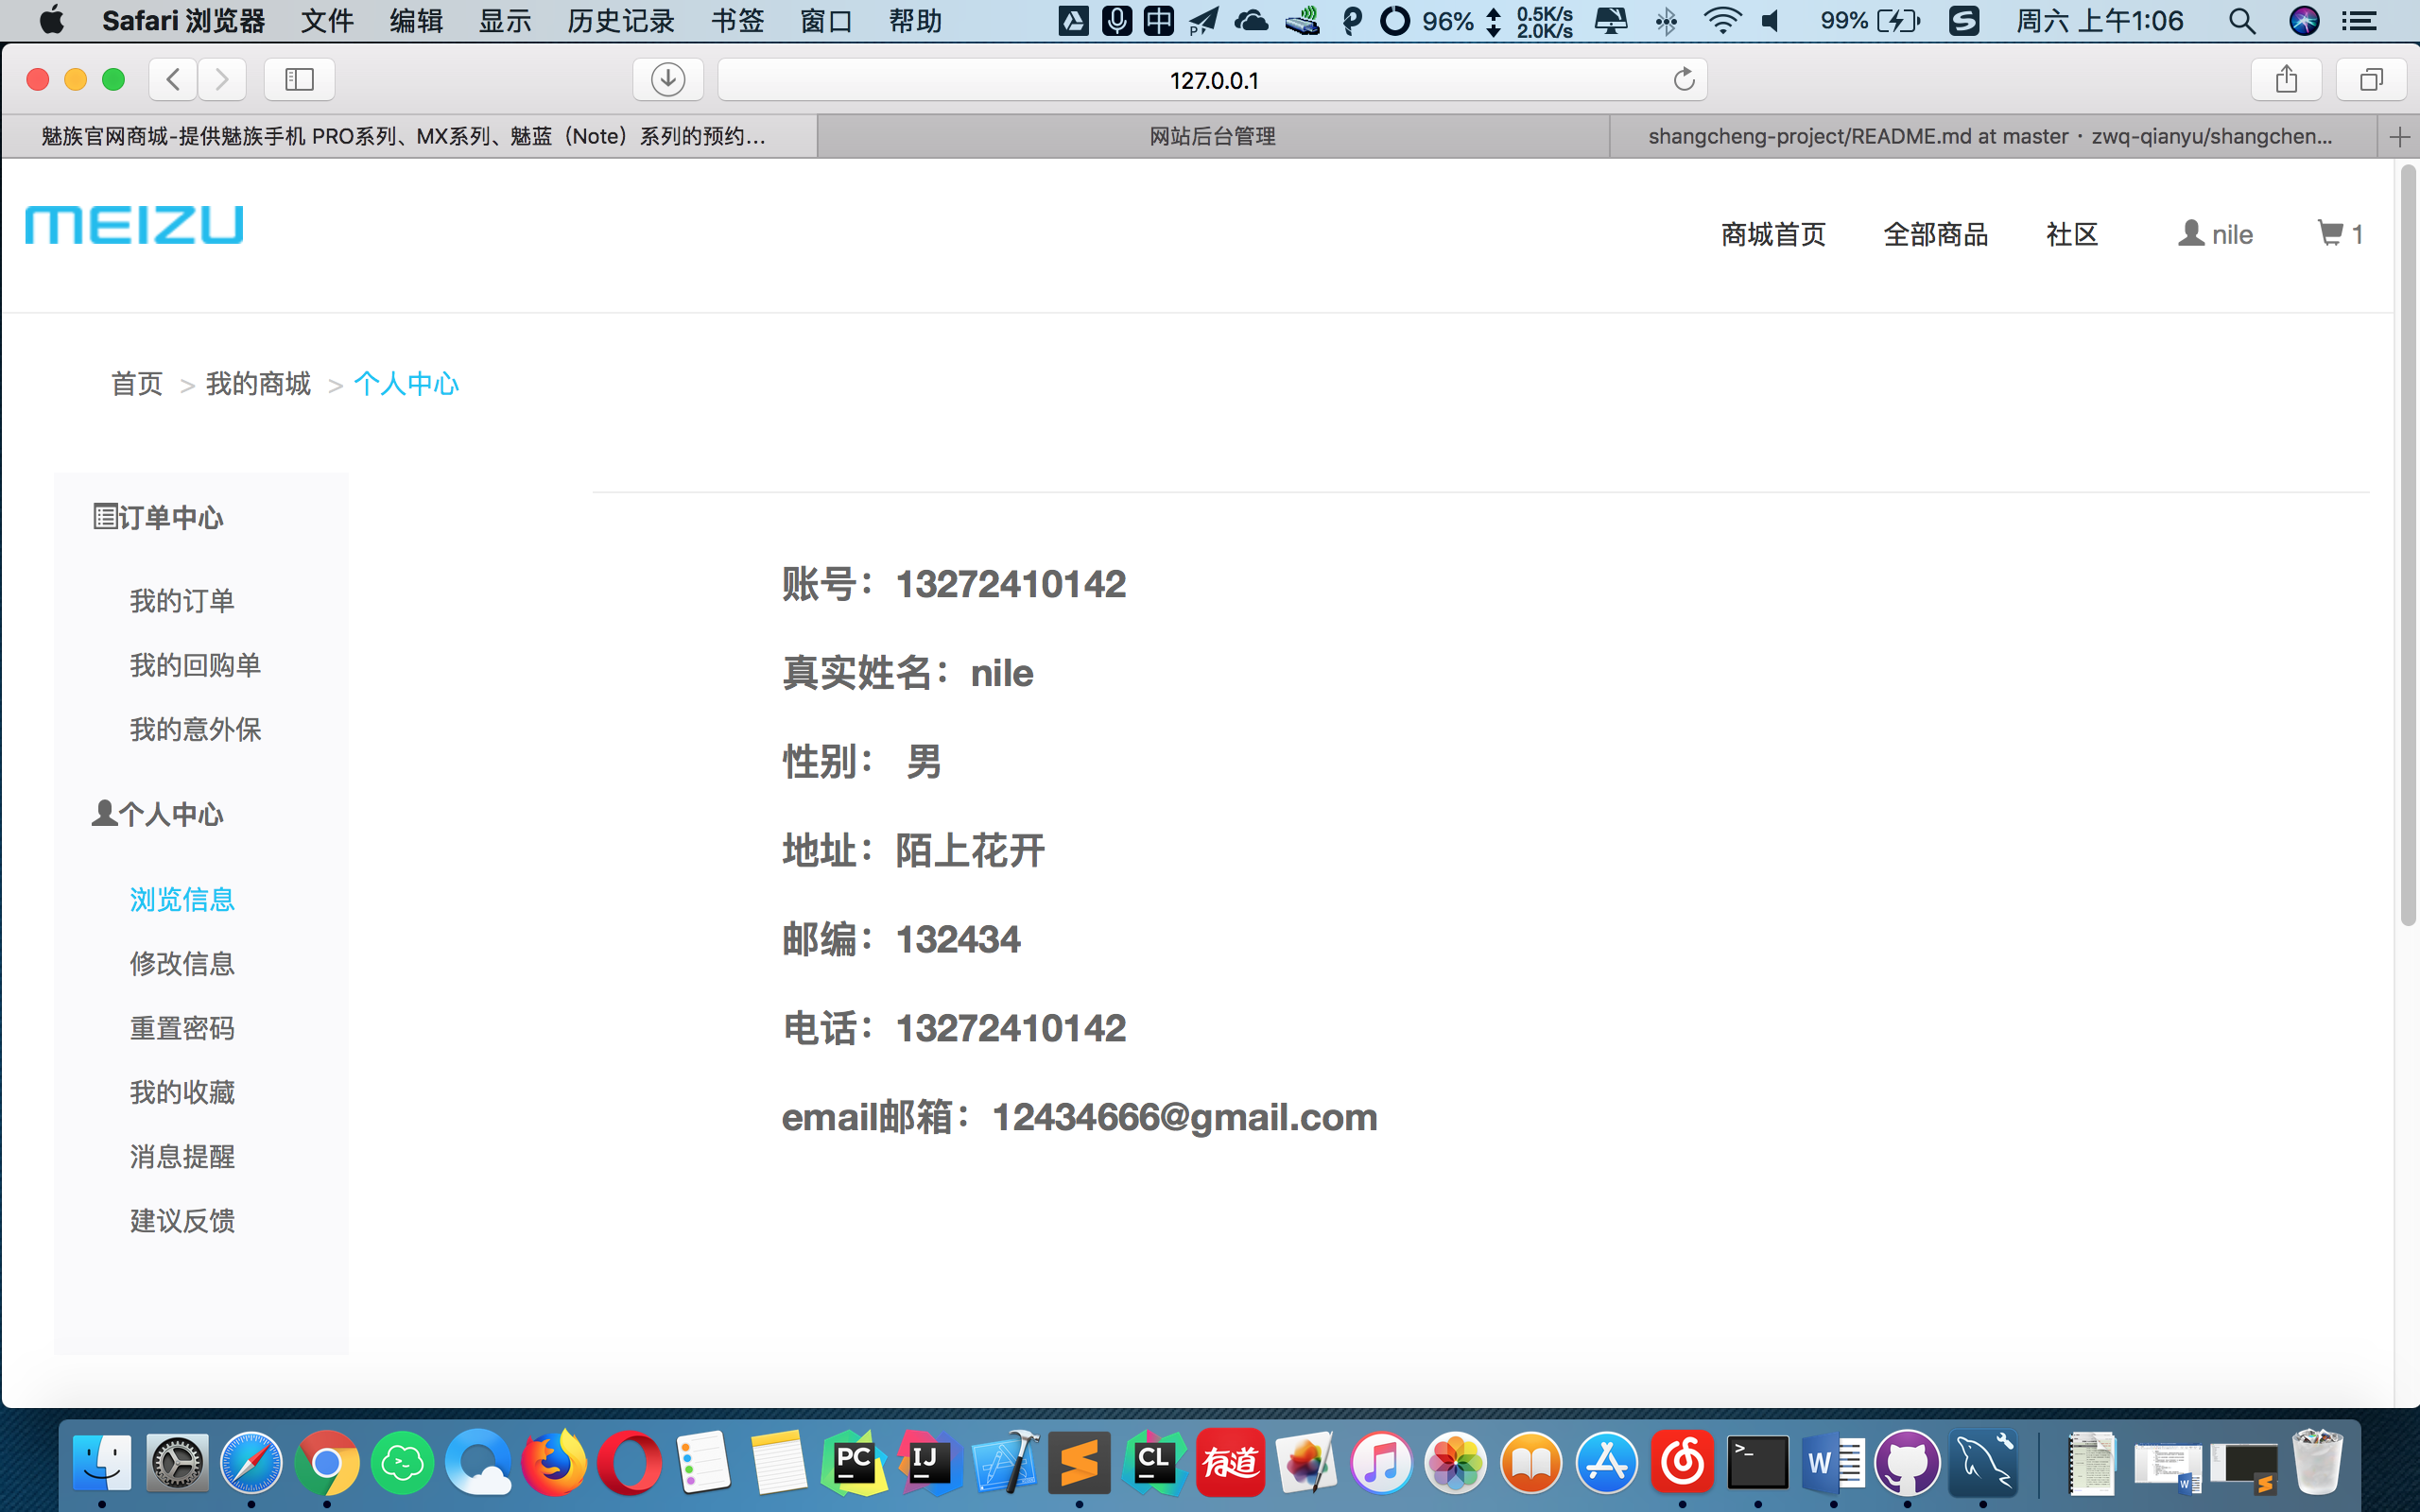 Safari 浏览器 文件 编辑 显示 历史记录 书签 窗口 帮助 中 96% 0.5K/s 2.0K/s 99% 周六 上午1:06
127.0.0.1
魅族官网商城-提供魅族手机 PRO系列、MX系列、魅蓝（Note）系列的预约... 网站后台管理 shangcheng-project/README.md at master · zwq-qianyu/shangchen...
MEIZU
商城首页 全部商品 社区 nile 1
首页 > 我的商城 > 个人中心
订单中心
我的订单
我的回购单
我的意外保
个人中心
浏览信息
修改信息
重置密码
我的收藏
消息提醒
建议反馈
账号：13272410142
真实姓名：nile
性别： 男
地址：陌上花开
邮编：132434
电话：13272410142
email邮箱：12434666@gmail.com
PC IJ CL 有道 W